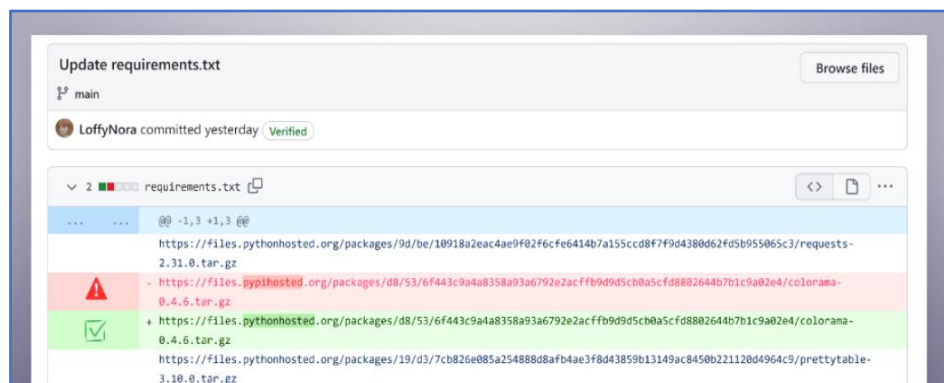 Update requirements.txt
Browse files
main
LoffyNora committed yesterday Verified
2 requirements.txt
... ... @@ -1,3 +1,3 @@
https://files.pythonhosted.org/packages/9d/be/10918a2eac4ae9f02f6cfe6414b7a155ccd8f7f9d4380d62fd5b955065c3/requests-
2.31.0.tar.gz
- https://files.pypihosted.org/packages/d8/53/6f443c9a4a8358a93a6792e2acffb9d9d5cb0a5cfd8802644b7b1c9a02e4/colorama-
0.4.6.tar.gz
+ https://files.pythonhosted.org/packages/d8/53/6f443c9a4a8358a93a6792e2acffb9d9d5cb0a5cfd8802644b7b1c9a02e4/colorama-
0.4.6.tar.gz
https://files.pythonhosted.org/packages/19/d3/7cb826e085a254888d8afb4ae3f8d43859b13149ac8450b221120d4964c9/prettytable-
3.10.0.tar.gz